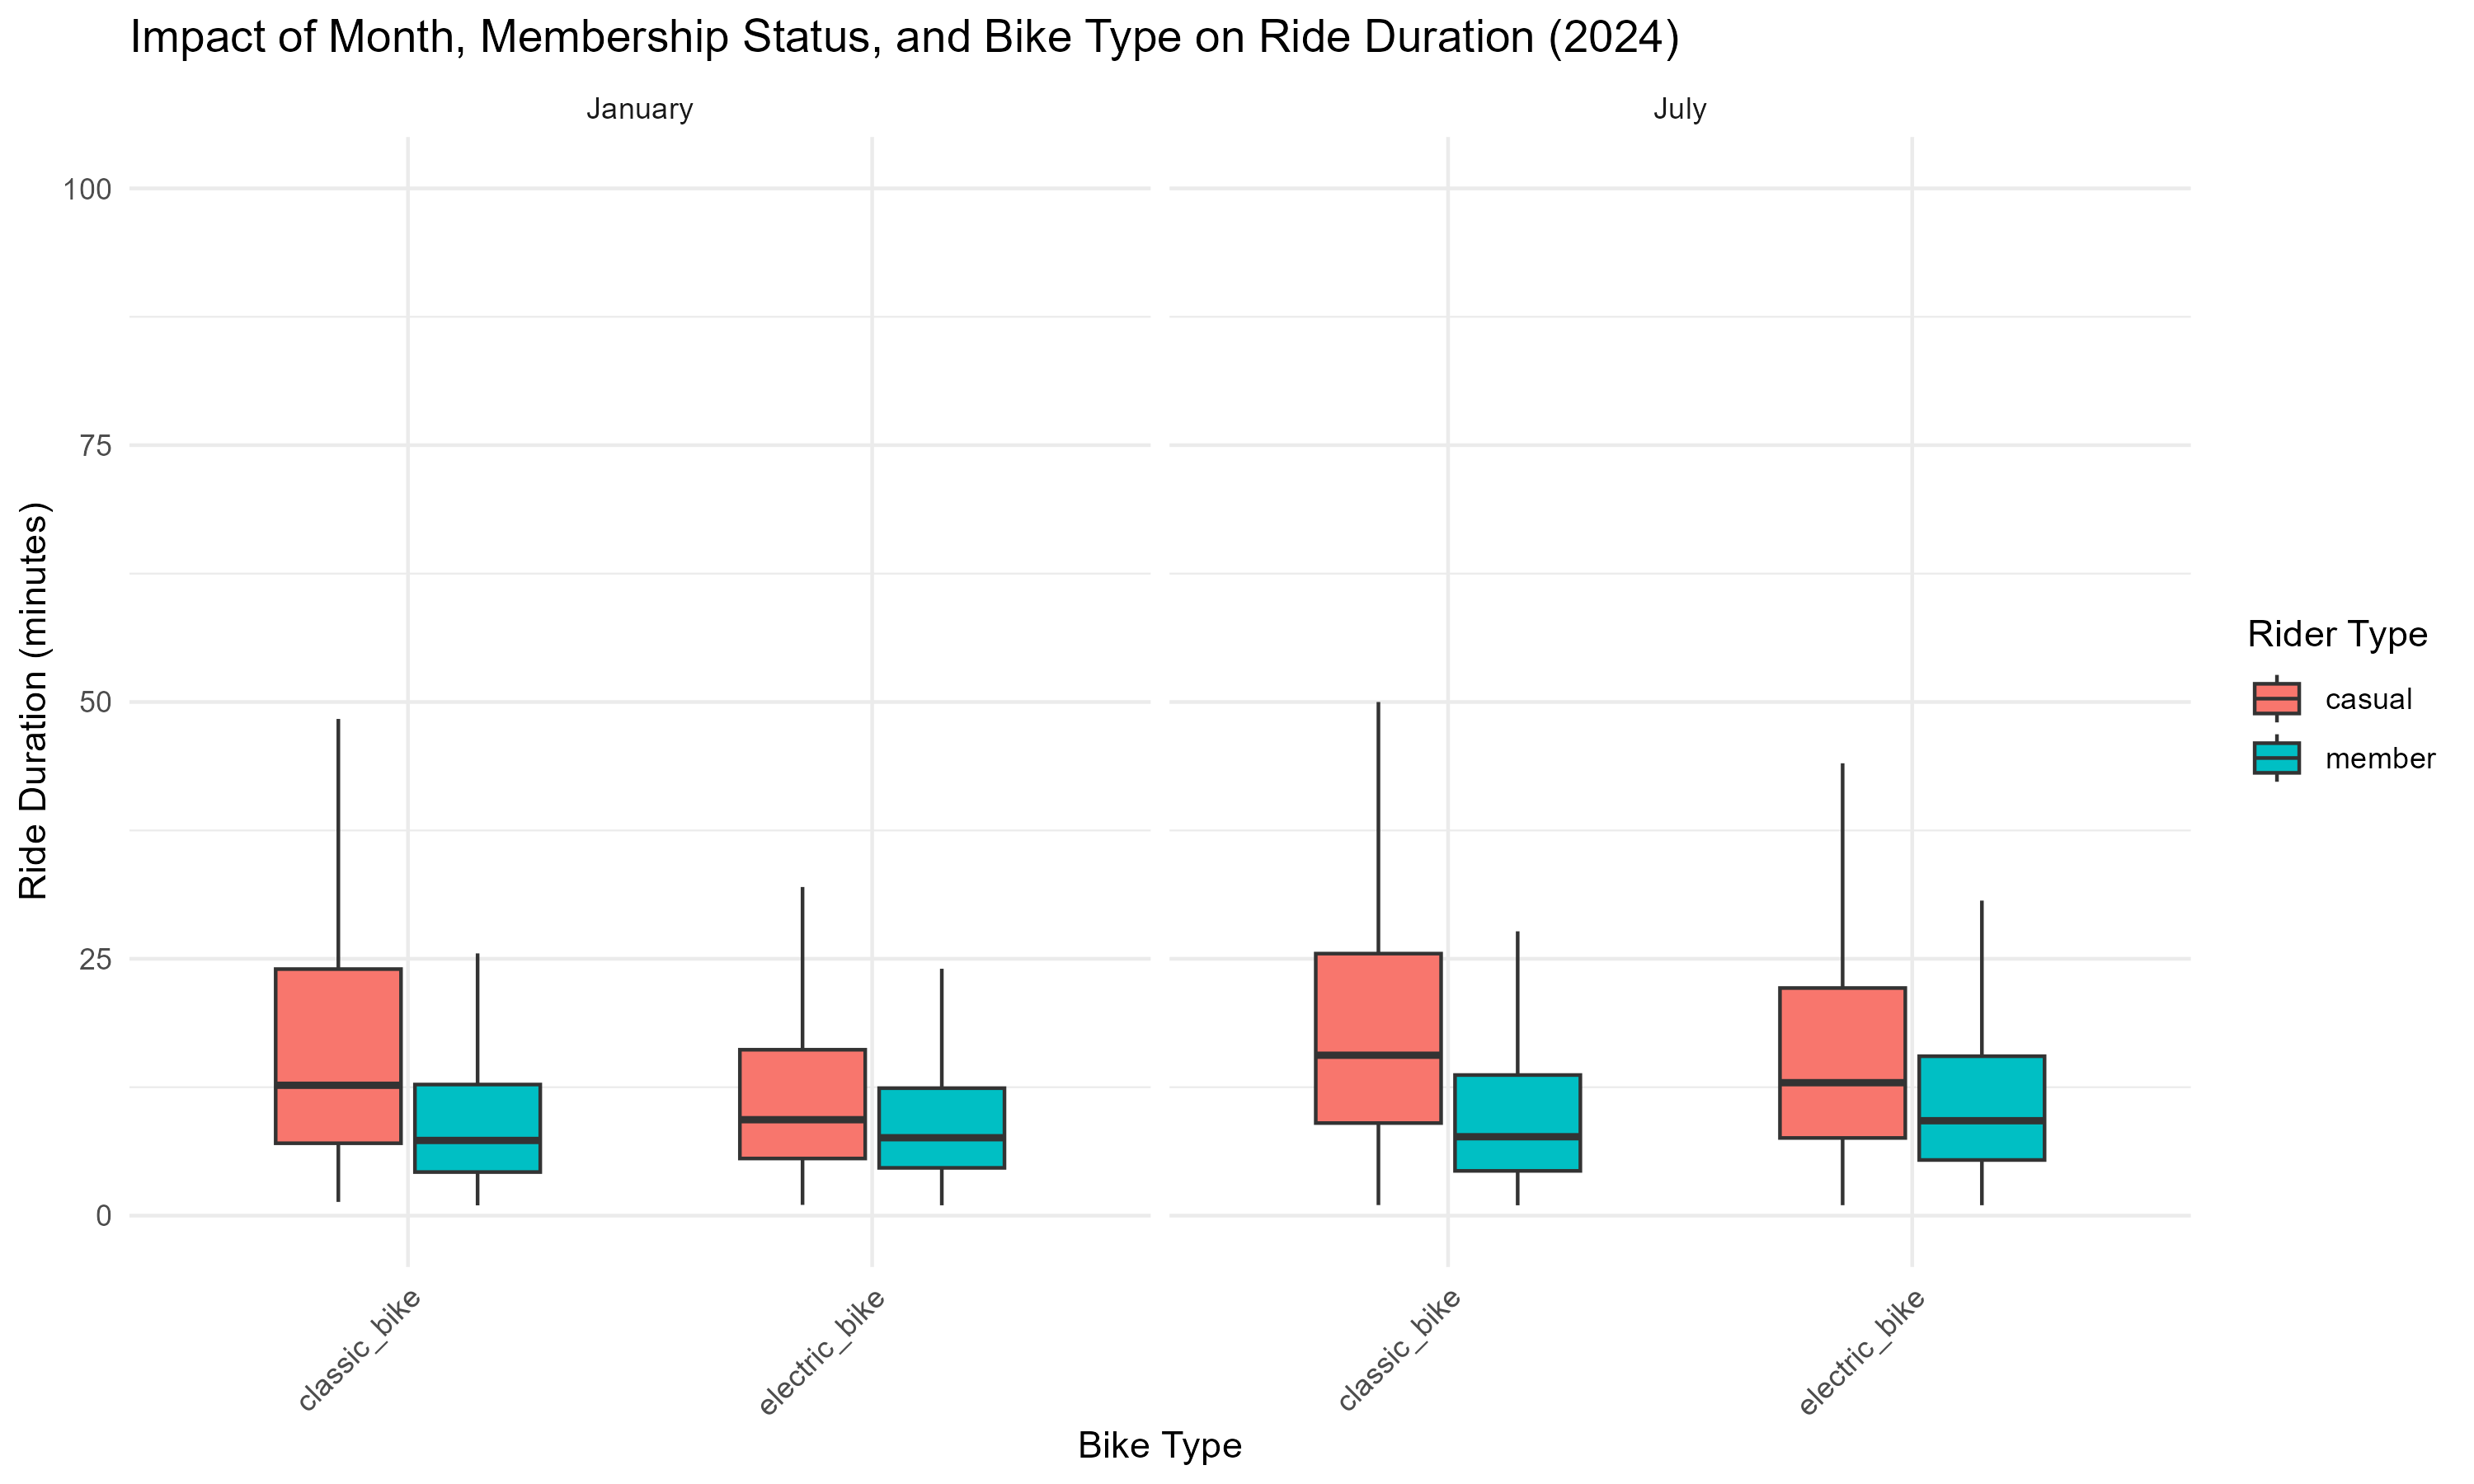 Impact of Month, Membership Status, and Bike Type on Ride Duration (2024)
January
July
100
75
50
25
0
Ride Duration (minutes)
classic_bike
electric_bike
classic_bike
electric_bike
Bike Type
Rider Type
casual
member